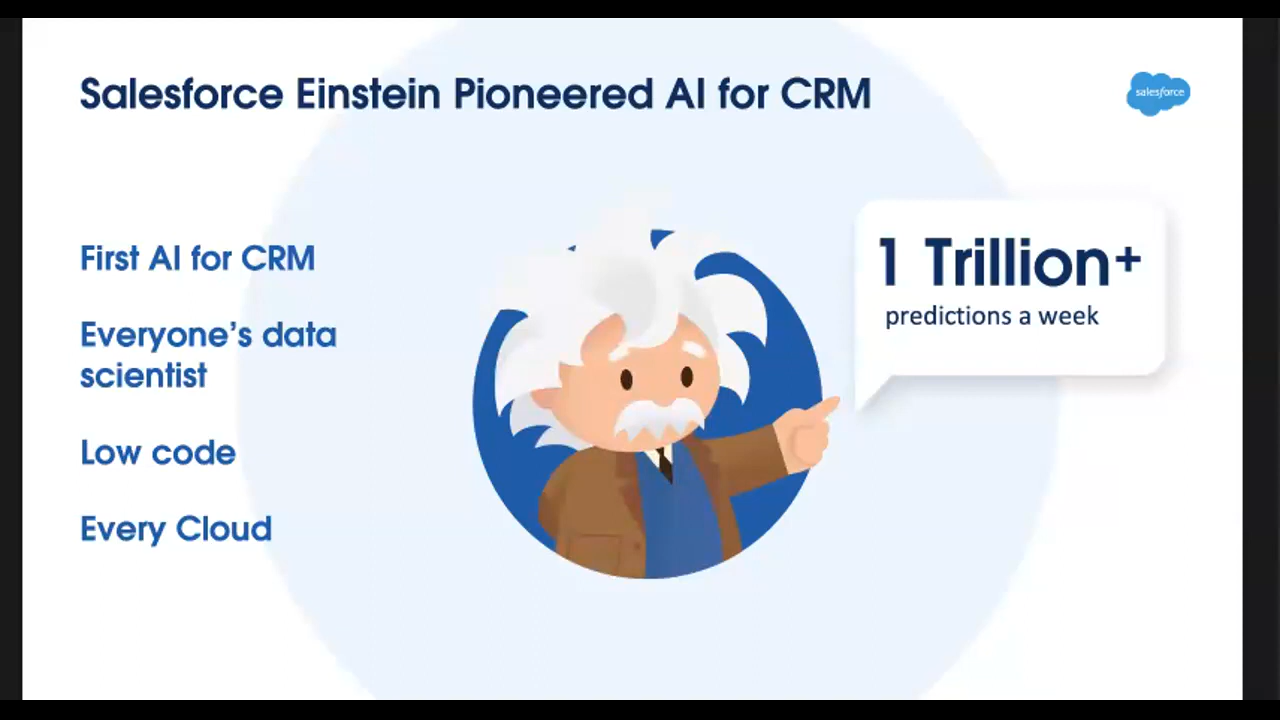 Salesforce Einstein Pioneered AI for CRM
salesforce
First AI for CRM
Everyone's data
scientist
Low code
Every Cloud
1 Trillion+
predictions a week